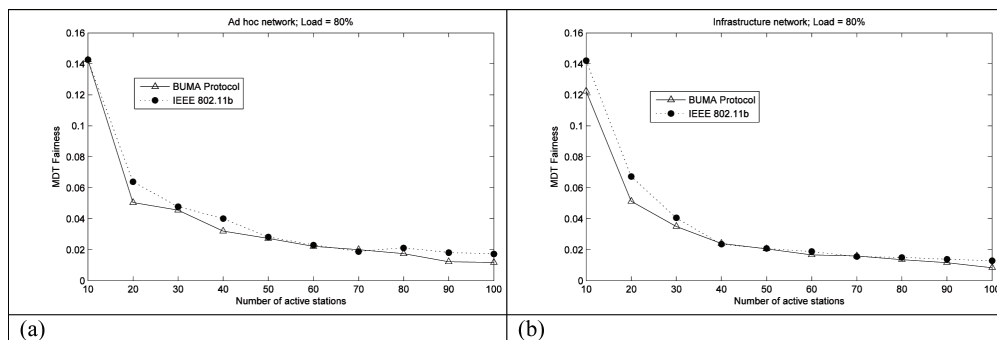 Ad hoc network; Load = 80%
0.16
0.14
0.12
0.1
0.08
0.06
0.04
0.02
0
MDT Fairness
BUMA Protocol
IEEE 802.11b
10 20 30 40 50 60 70 80 90 100
Number of active stations
(a)
Infrastructure network; Load = 80%
0.16
0.14
0.12
0.1
0.08
0.06
0.04
0.02
0
MDT Fairness
BUMA Protocol
IEEE 802.11b
10 20 30 40 50 60 70 80 90 100
Number of active stations
(b)